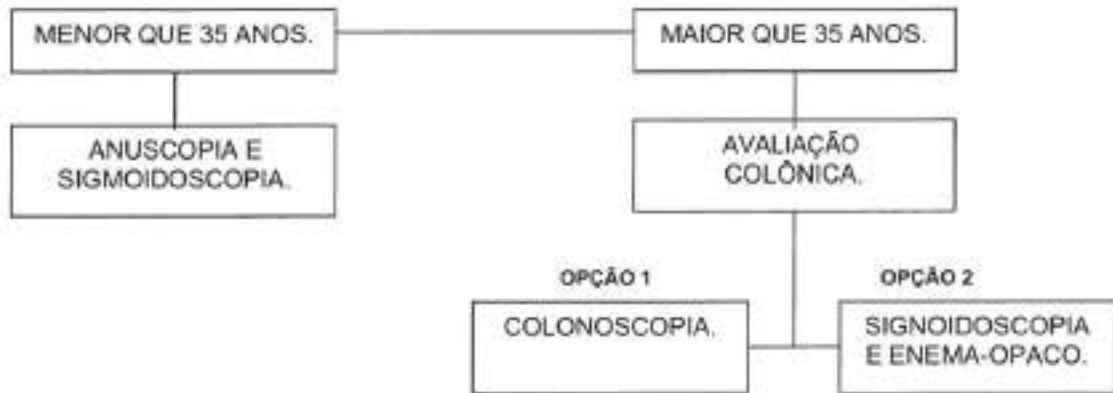 MENOR QUE 35 ANOS.
MAIOR QUE 35 ANOS.
ANUSCOPIA E
SIGMOIDOSCOPIA.
AVALIAÇÃO
COLÔNICA.
OPÇÃO 1
OPÇÃO 2
COLONOSCOPIA.
SIGNOIDOSCOPIA
E ENEMA-OPACO.